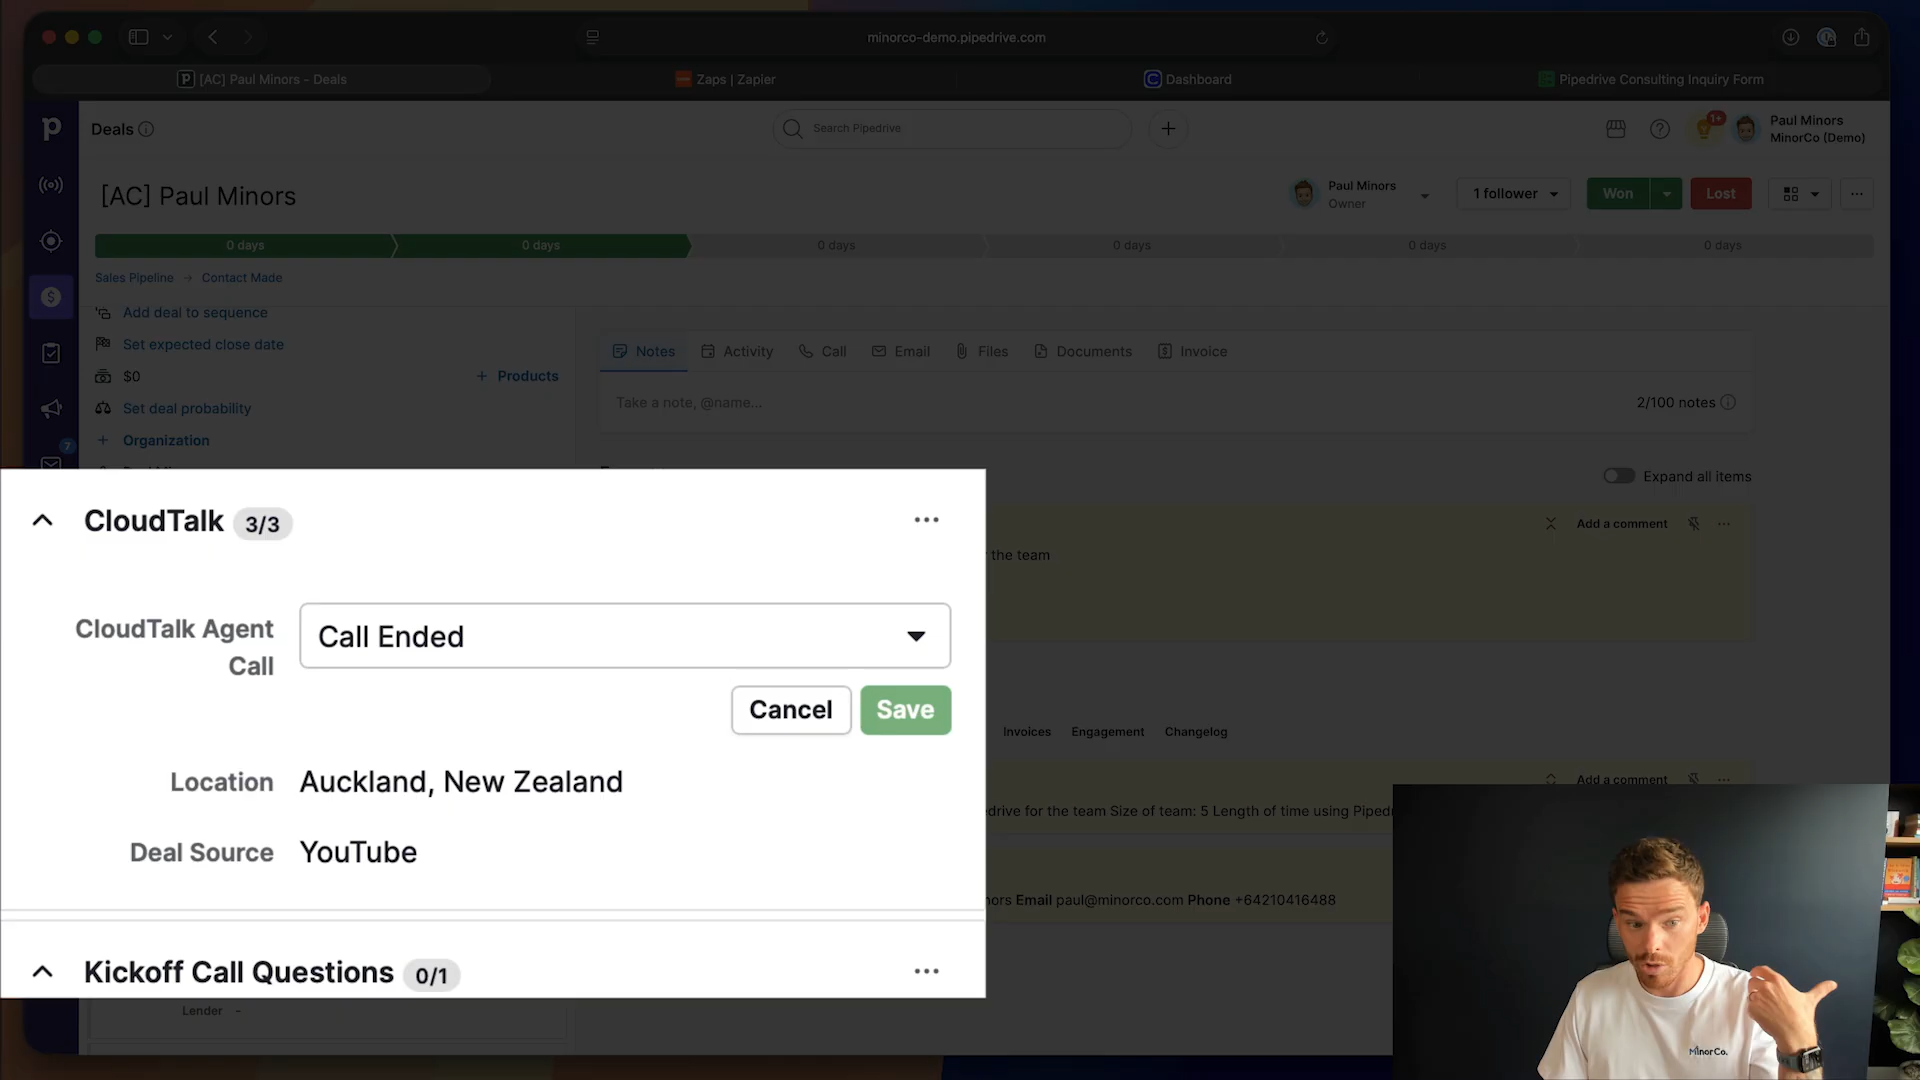 minorco-demo.pipedrive.com
[AC] Paul Minors - Deals
Zaps | Zapier
Dashboard
Pipedrive Consulting Inquiry Form
Deals
Search Pipedrive
1+
Paul Minors
MinorCo (Demo)
[AC] Paul Minors
Paul Minors
Owner
1 follower
Won
Lost
0 days
0 days
0 days
0 days
0 days
0 days
Sales Pipeline → Contact Made
Add deal to sequence
Set expected close date
$0
+ Products
Set deal probability
+ Organization
7
Notes
Activity
Call
Email
Files
Documents
Invoice
Take a note, @name...
2/100 notes
Expand all items
Add a comment
the team
CloudTalk 3/3
CloudTalk Agent Call
Call Ended
Cancel
Save
Location
Auckland, New Zealand
Deal Source
YouTube
Kickoff Call Questions 0/1
Invoices
Engagement
Changelog
Add a comment
drive for the team Size of team: 5 Length of time using Piped
Email paul@minorco.com Phone +64210416488
Lender -
MinorCo.